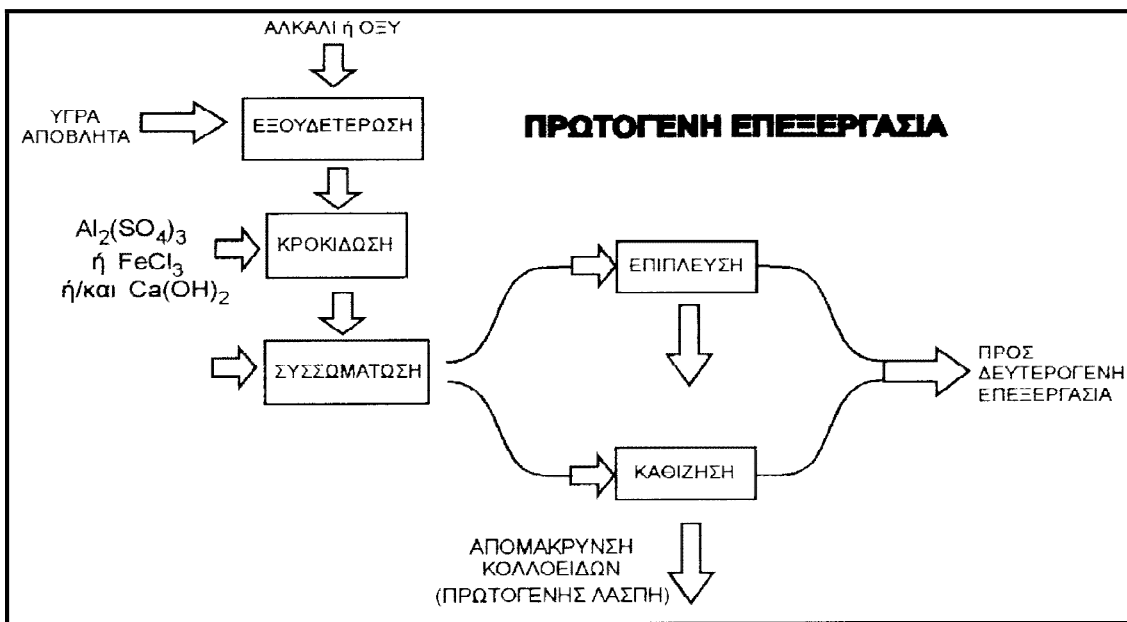 ΑΛΚΑΛΙ ή ΟΞΥ
ΥΓΡΑ
ΑΠΟΒΛΗΤΑ
ΕΞΟΥΔΕΤΕΡΩΣΗ
ΠΡΩΤΟΓΕΝΗ ΕΠΕΞΕΡΓΑΣΙΑ
Al₂(SO₄)₃
ή FeCl₃
ή/και Ca(OH)₂
ΚΡΟΚΙΔΩΣΗ
ΕΠΙΠΛΕΥΣΗ
ΣΥΣΣΩΜΑΤΩΣΗ
ΠΡΟΣ
ΔΕΥΤΕΡΟΓΕΝΗ
ΕΠΕΞΕΡΓΑΣΙΑ
ΚΑΘΙΖΗΣΗ
ΑΠΟΜΑΚΡΥΝΣΗ
ΚΟΛΛΟΕΙΔΩΝ
(ΠΡΩΤΟΓΕΝΗΣ ΛΑΣΠΗ)